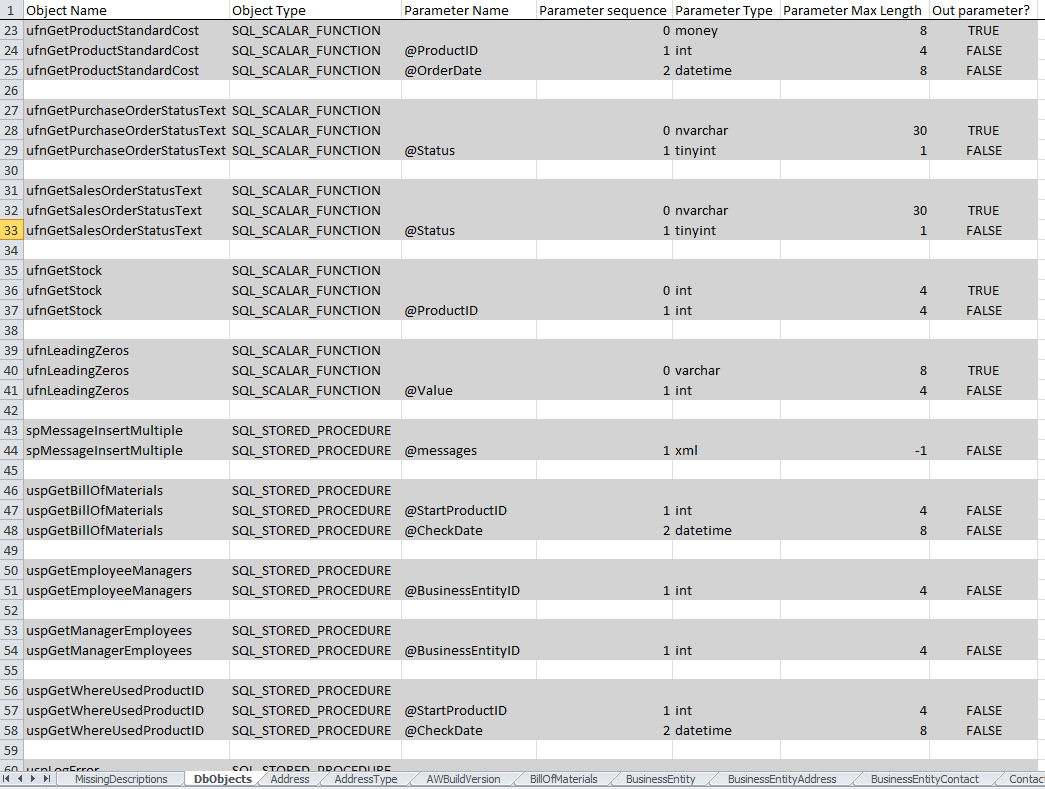 1 Object Name Object Type Parameter Name Parameter sequence Parameter Type Parameter Max Length Out parameter?
23 ufnGetProductStandardCost SQL_SCALAR_FUNCTION 0 money 8 TRUE
24 ufnGetProductStandardCost SQL_SCALAR_FUNCTION @ProductID 1 int 4 FALSE
25 ufnGetProductStandardCost SQL_SCALAR_FUNCTION @OrderDate 2 datetime 8 FALSE
26
27 ufnGetPurchaseOrderStatusText SQL_SCALAR_FUNCTION
28 ufnGetPurchaseOrderStatusText SQL_SCALAR_FUNCTION 0 nvarchar 30 TRUE
29 ufnGetPurchaseOrderStatusText SQL_SCALAR_FUNCTION @Status 1 tinyint 1 FALSE
30
31 ufnGetSalesOrderStatusText SQL_SCALAR_FUNCTION
32 ufnGetSalesOrderStatusText SQL_SCALAR_FUNCTION 0 nvarchar 30 TRUE
33 ufnGetSalesOrderStatusText SQL_SCALAR_FUNCTION @Status 1 tinyint 1 FALSE
34
35 ufnGetStock SQL_SCALAR_FUNCTION
36 ufnGetStock SQL_SCALAR_FUNCTION 0 int 4 TRUE
37 ufnGetStock SQL_SCALAR_FUNCTION @ProductID 1 int 4 FALSE
38
39 ufnLeadingZeros SQL_SCALAR_FUNCTION
40 ufnLeadingZeros SQL_SCALAR_FUNCTION 0 varchar 8 TRUE
41 ufnLeadingZeros SQL_SCALAR_FUNCTION @Value 1 int 4 FALSE
42
43 spMessageInsertMultiple SQL_STORED_PROCEDURE
44 spMessageInsertMultiple SQL_STORED_PROCEDURE @messages 1 xml -1 FALSE
45
46 uspGetBillOfMaterials SQL_STORED_PROCEDURE
47 uspGetBillOfMaterials SQL_STORED_PROCEDURE @StartProductID 1 int 4 FALSE
48 uspGetBillOfMaterials SQL_STORED_PROCEDURE @CheckDate 2 datetime 8 FALSE
49
50 uspGetEmployeeManagers SQL_STORED_PROCEDURE
51 uspGetEmployeeManagers SQL_STORED_PROCEDURE @BusinessEntityID 1 int 4 FALSE
52
53 uspGetManagerEmployees SQL_STORED_PROCEDURE
54 uspGetManagerEmployees SQL_STORED_PROCEDURE @BusinessEntityID 1 int 4 FALSE
55
56 uspGetWhereUsedProductID SQL_STORED_PROCEDURE
57 uspGetWhereUsedProductID SQL_STORED_PROCEDURE @StartProductID 1 int 4 FALSE
58 uspGetWhereUsedProductID SQL_STORED_PROCEDURE @CheckDate 2 datetime 8 FALSE
59
60 uspLogError SQL_STORED_PROCEDURE
MissingDescriptions DbObjects Address AddressType AWBuildVersion BillOfMaterials BusinessEntity BusinessEntityAddress BusinessEntityContact Contac